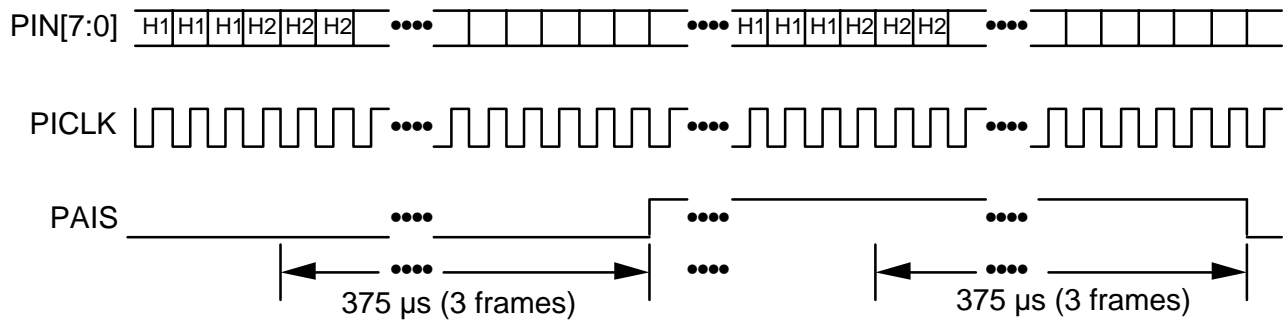 PIN[7:0] H1 H1 H1 H2 H2 H2 •••• •••• H1 H1 H1 H2 H2 H2 ••••
PICLK •••• •••• ••••
PAIS •••• •••• ••••
•••• •••• ••••
375 µs (3 frames) 375 µs (3 frames)